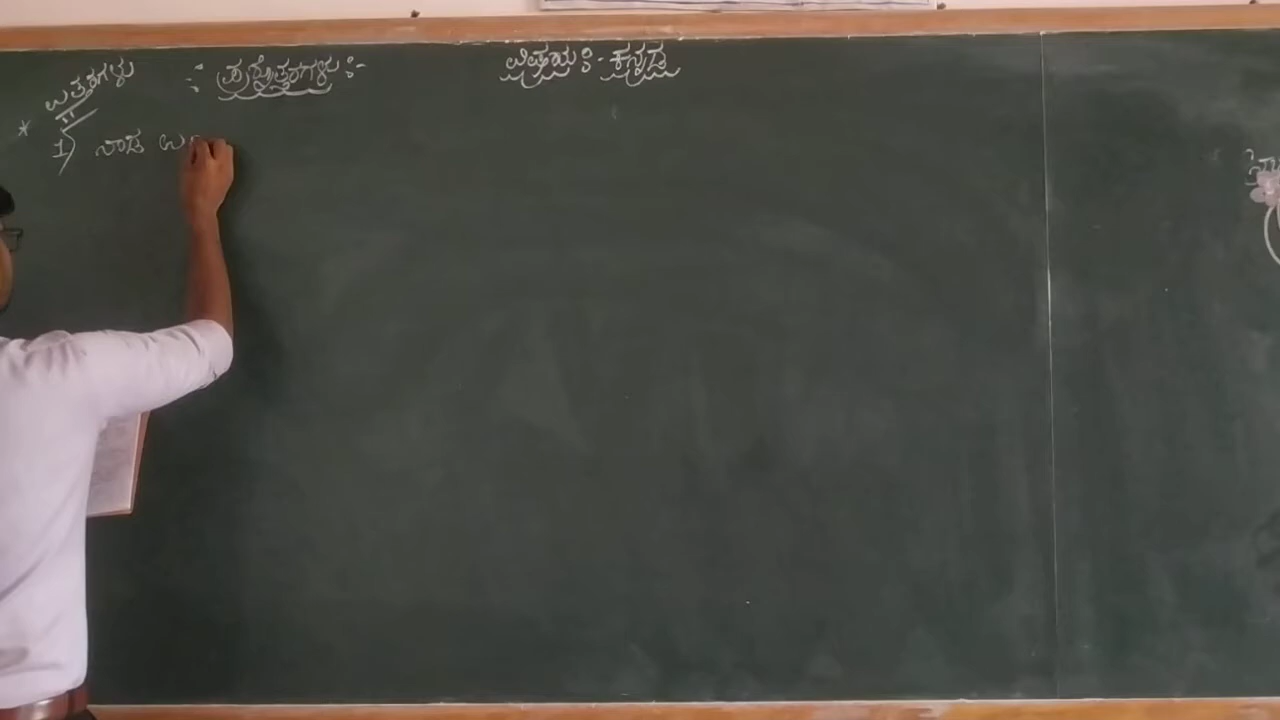 ವಿಷಯ:- ಕನ್ನಡ
:- ಪ್ರಶ್ನೋತ್ತರಗಳು :-
ಉತ್ತರಗಳು
* 1) ನಾಡ